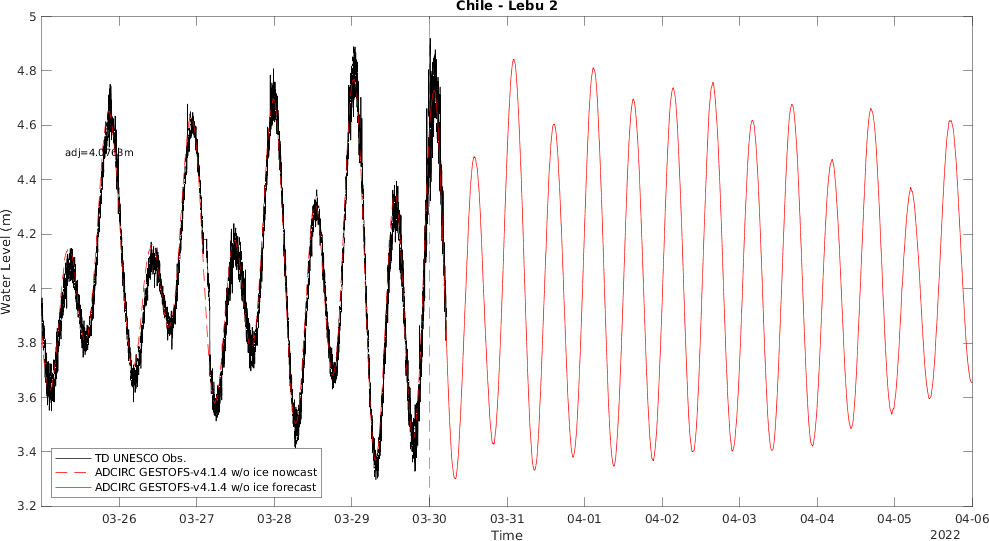 Chile - Lebu 2
5
4.8
4.6
4.4
4.2
4
3.8
3.6
3.4
3.2
Water Level (m)
adj=4.0763m
TD UNESCO Obs.
ADCIRC GESTOFS-v4.1.4 w/o ice nowcast
ADCIRC GESTOFS-v4.1.4 w/o ice forecast
03-26 03-27 03-28 03-29 03-30 03-31 04-01 04-02 04-03 04-04 04-05 04-06
Time
2022